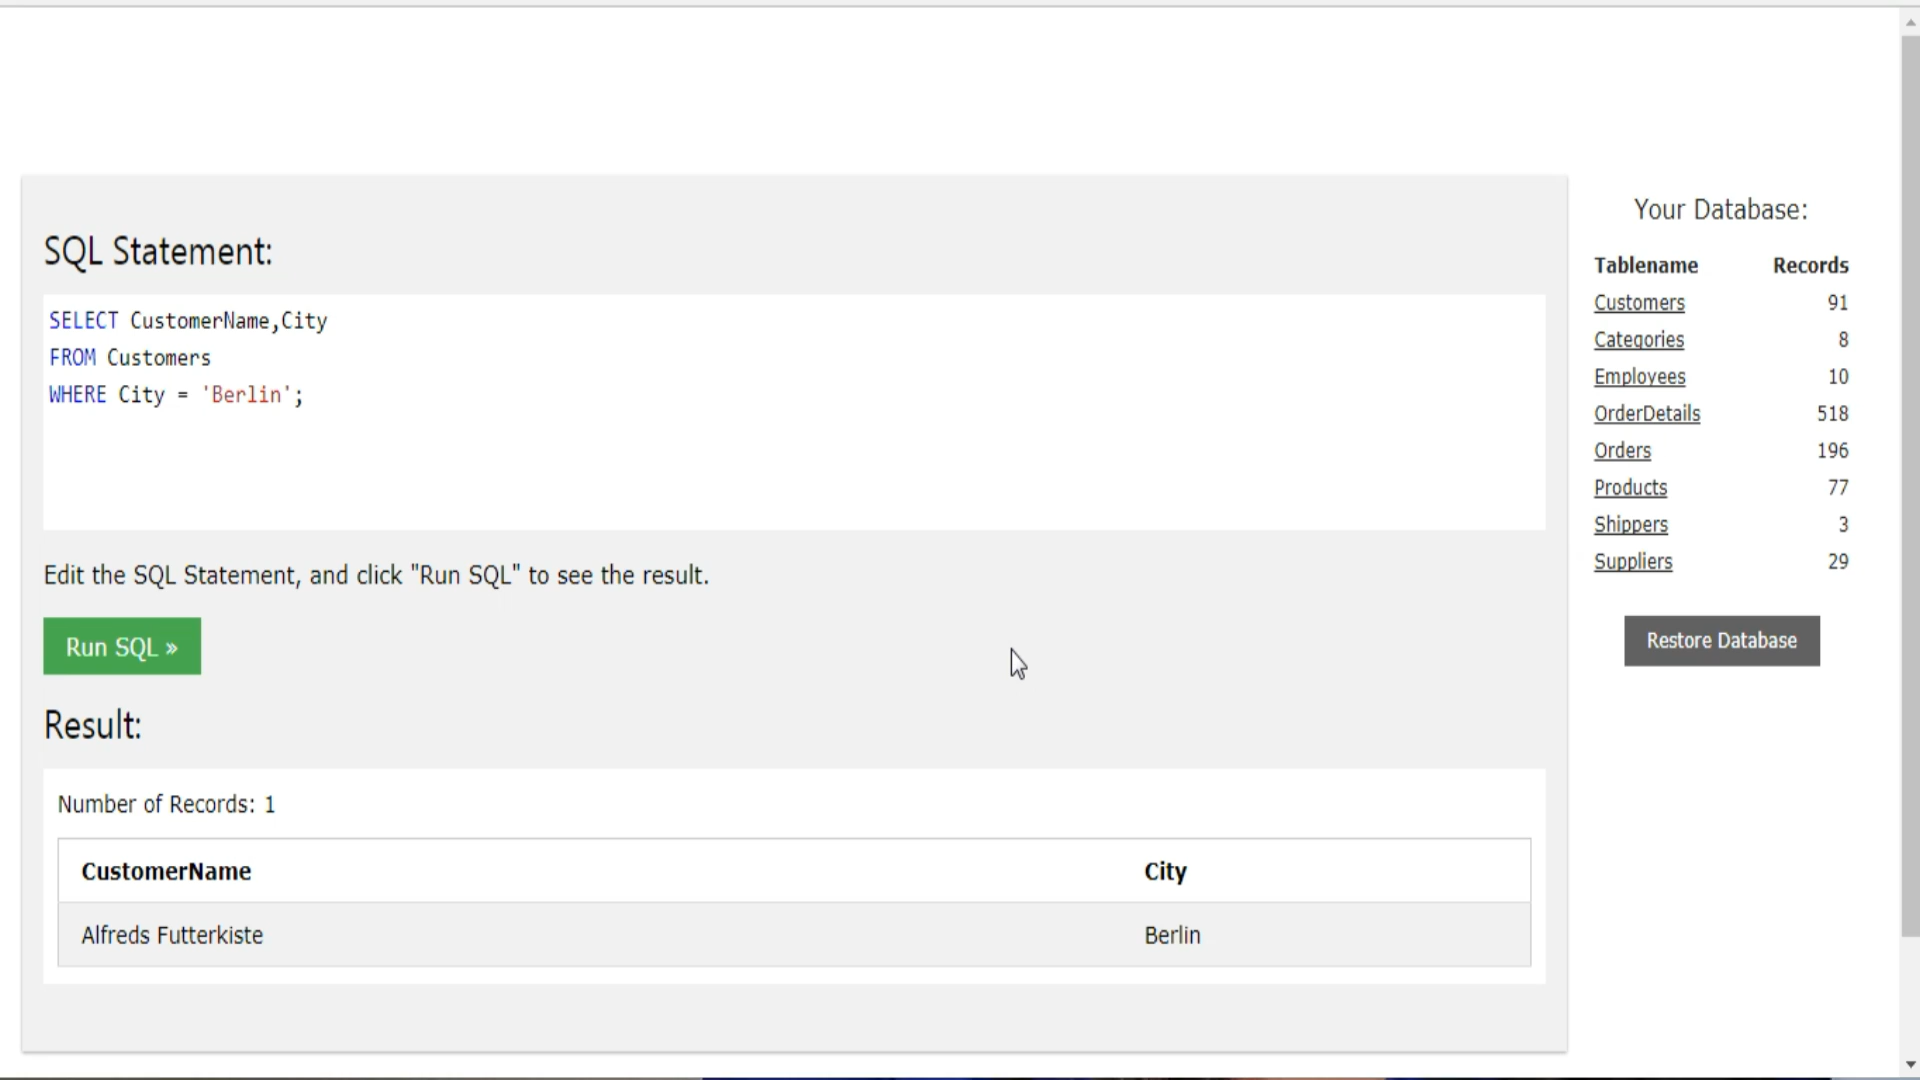 SQL Statement:
SELECT CustomerName,City
FROM Customers
WHERE City = 'Berlin';
Edit the SQL Statement, and click "Run SQL" to see the result.
Run SQL »
Result:
Number of Records: 1
CustomerName City
Alfreds Futterkiste Berlin
Your Database:
Tablename Records
Customers 91
Categories 8
Employees 10
OrderDetails 518
Orders 196
Products 77
Shippers 3
Suppliers 29
Restore Database